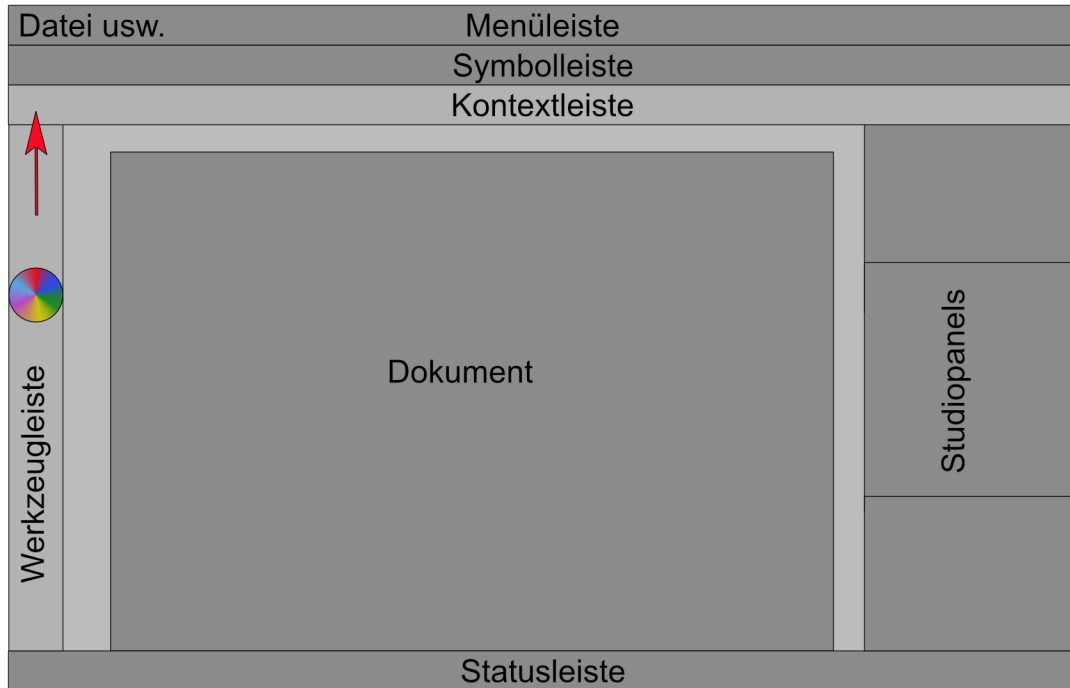 Datei usw.
Menüleiste
Symbolleiste
Kontextleiste
Werkzeugleiste
Dokument
Studiopanels
Statusleiste